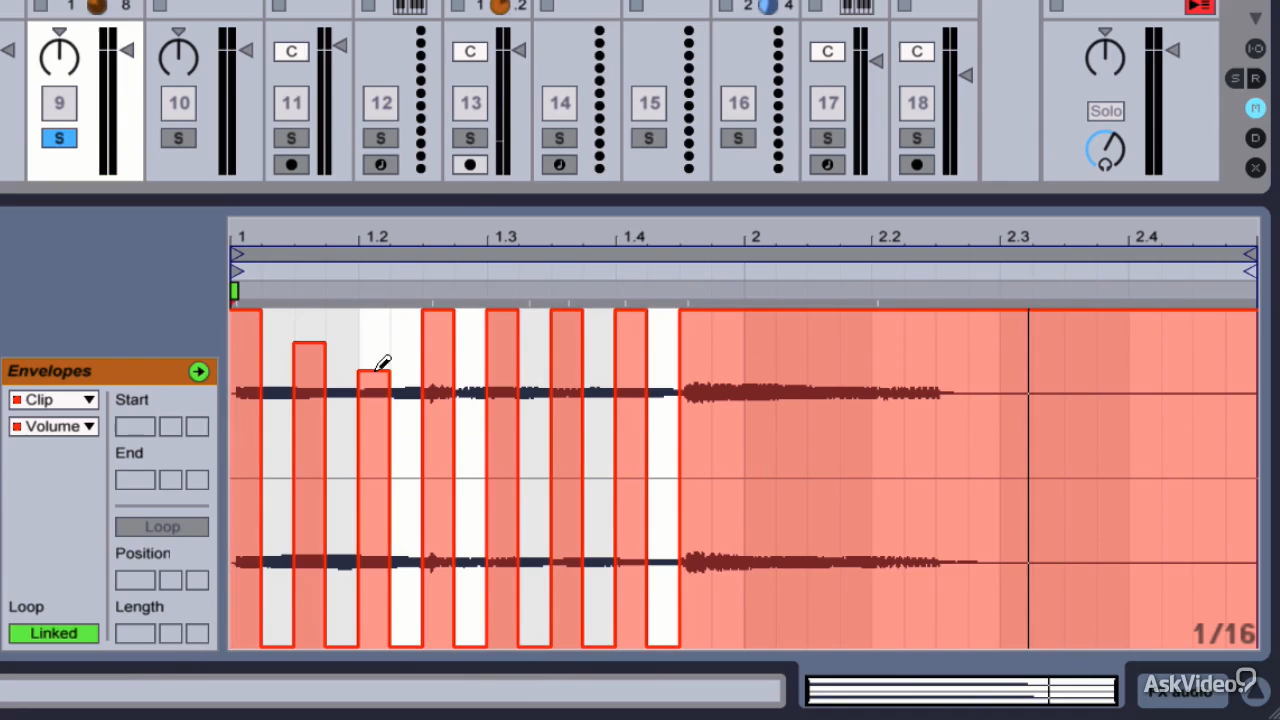 1 8 1 .2 2 4
C C C C
9 10 11 12 13 14 15 16 17 18 Solo
S S S S S S S S S S
I·O
S R
M
D
X
1 1.2 1.3 1.4 2 2.2 2.3 2.4
Envelopes
Clip Start
Volume
End
Loop
Position
Loop Length
Linked
1/16
AskVideo
FX audio